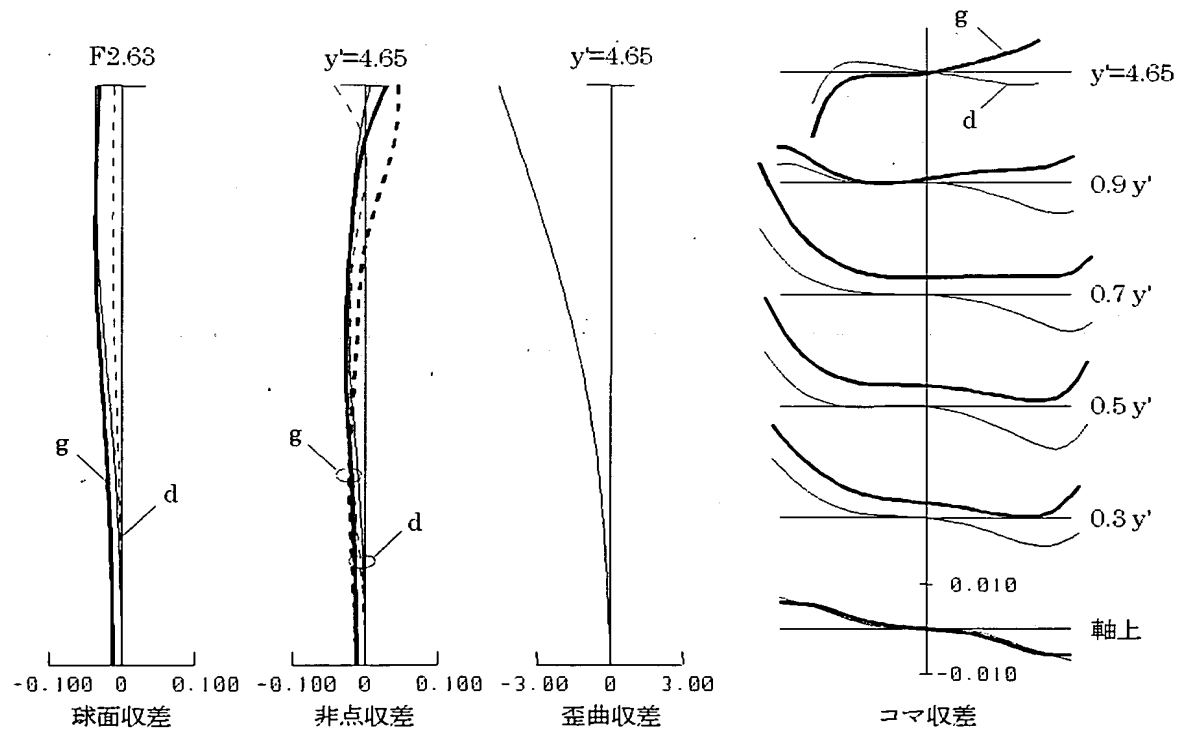 F2.63
g
d
-0.100 0 0.100
球面収差
y'=4.65
g
d
-0.100 0 0.100
非点収差
y'=4.65
-3.00 0 3.00
歪曲収差
g
y'=4.65
d
0.9 y'
0.7 y'
0.5 y'
0.3 y'
0.010
軸上
-0.010
コマ収差